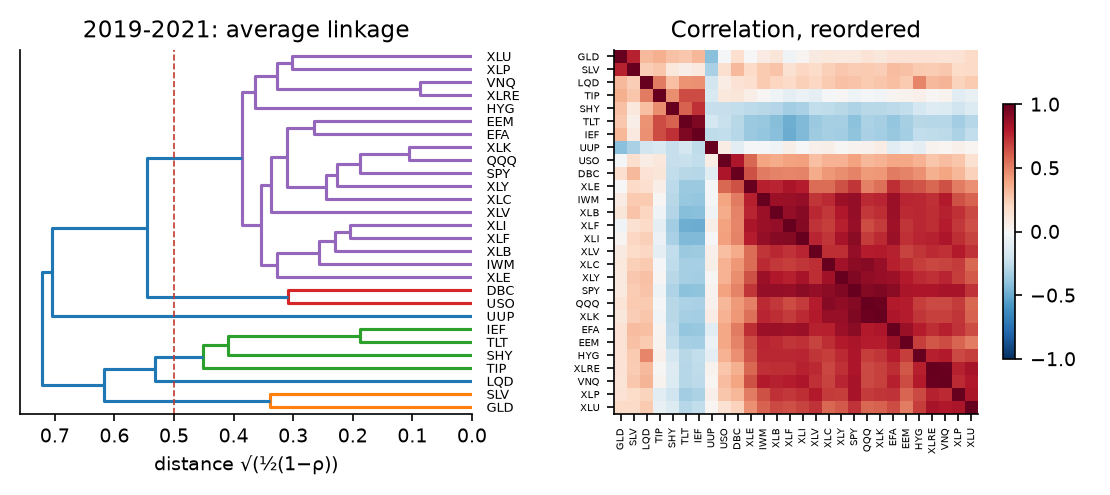 2019-2021: average linkage
XLU
XLP
VNQ
XLRE
HYG
EEM
EFA
XLK
QQQ
SPY
XLY
XLC
XLV
XLI
XLF
XLB
IWM
XLE
DBC
USO
UUP
IEF
TLT
SHY
TIP
LQD
SLV
GLD
0.7 0.6 0.5 0.4 0.3 0.2 0.1 0.0
distance √(½(1−ρ))
Correlation, reordered
GLD
SLV
LQD
TIP
SHY
TLT
IEF
UUP
USO
DBC
XLE
IWM
XLB
XLF
XLI
XLV
XLC
XLY
SPY
QQQ
XLK
EFA
EEM
HYG
XLRE
VNQ
XLP
XLU
GLD SLV LQD TIP SHY TLT IEF UUP USO DBC XLE IWM XLB XLF XLI XLV XLC XLY SPY QQQ XLK EFA EEM HYG XLRE VNQ XLP XLU
1.0
0.5
0.0
−0.5
−1.0